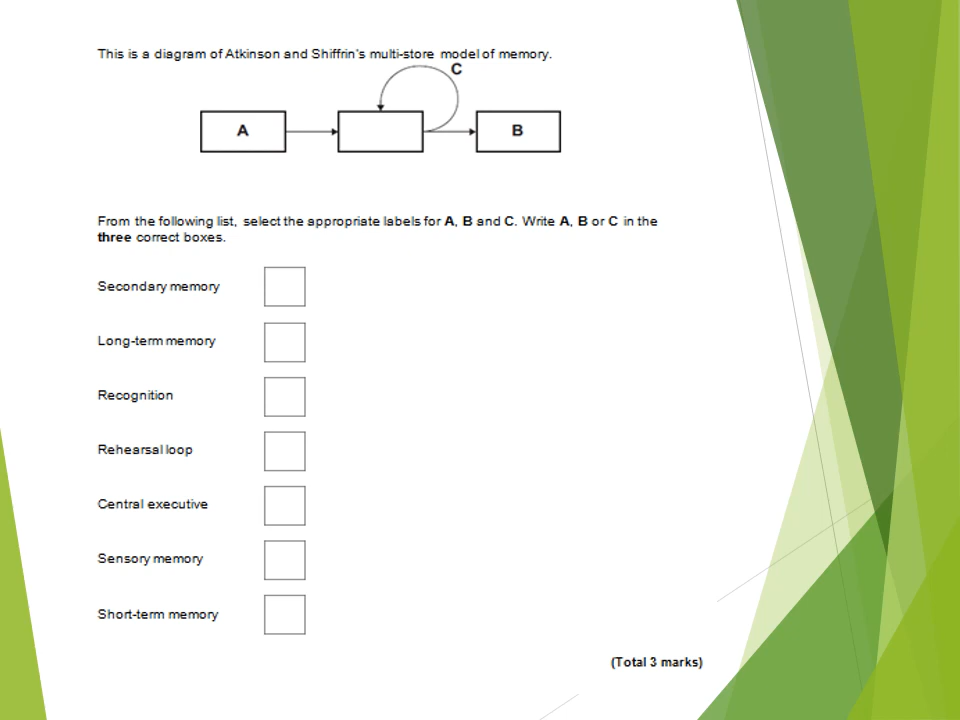 This is a diagram of Atkinson and Shiffrin's multi-store model of memory.
C
A
B
From the following list, select the appropriate labels for A, B and C. Write A, B or C in the
three correct boxes.
Secondary memory
Long-term memory
Recognition
Rehearsal loop
Central executive
Sensory memory
Short-term memory
(Total 3 marks)